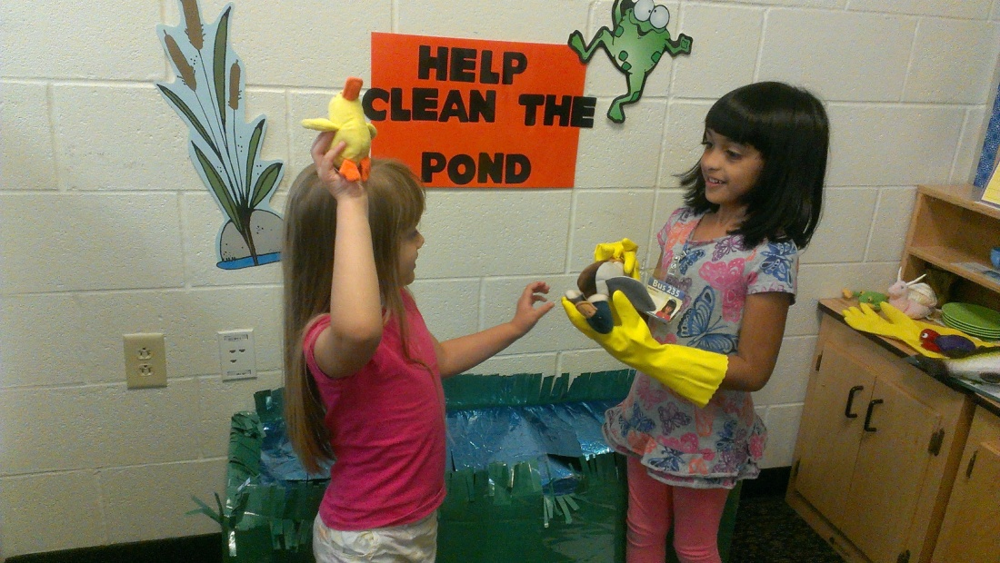 HELP
CLEAN THE
POND
Bus 235